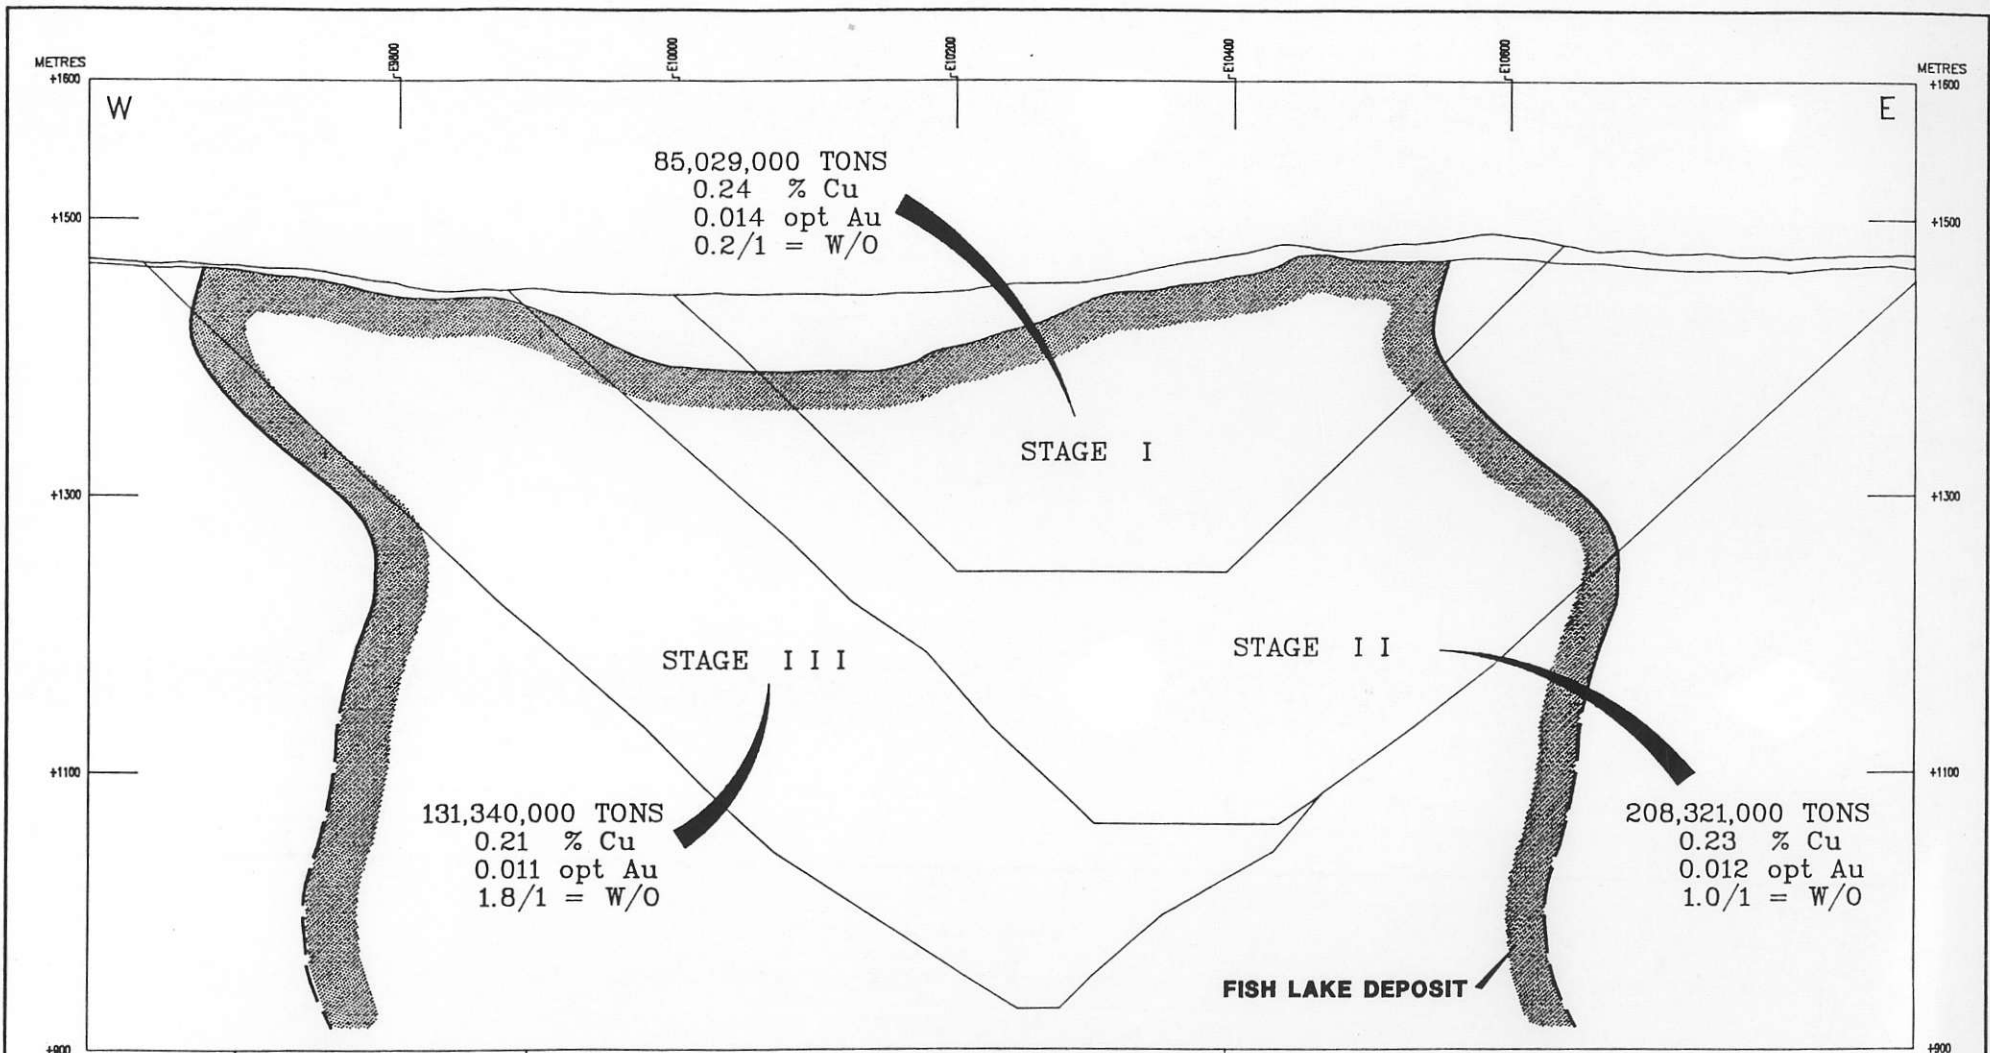 E9800
E10000
E10200
E10400
E10600
METRES
METRES
+1600
+1600
W
E
85,029,000 TONS
0.24 % Cu
0.014 opt Au
0.2/1 = W/O
+1500
+1500
STAGE I
+1300
+1300
STAGE III
STAGE II
+1100
+1100
131,340,000 TONS
0.21 % Cu
0.011 opt Au
1.8/1 = W/O
208,321,000 TONS
0.23 % Cu
0.012 opt Au
1.0/1 = W/O
FISH LAKE DEPOSIT
+900
+900